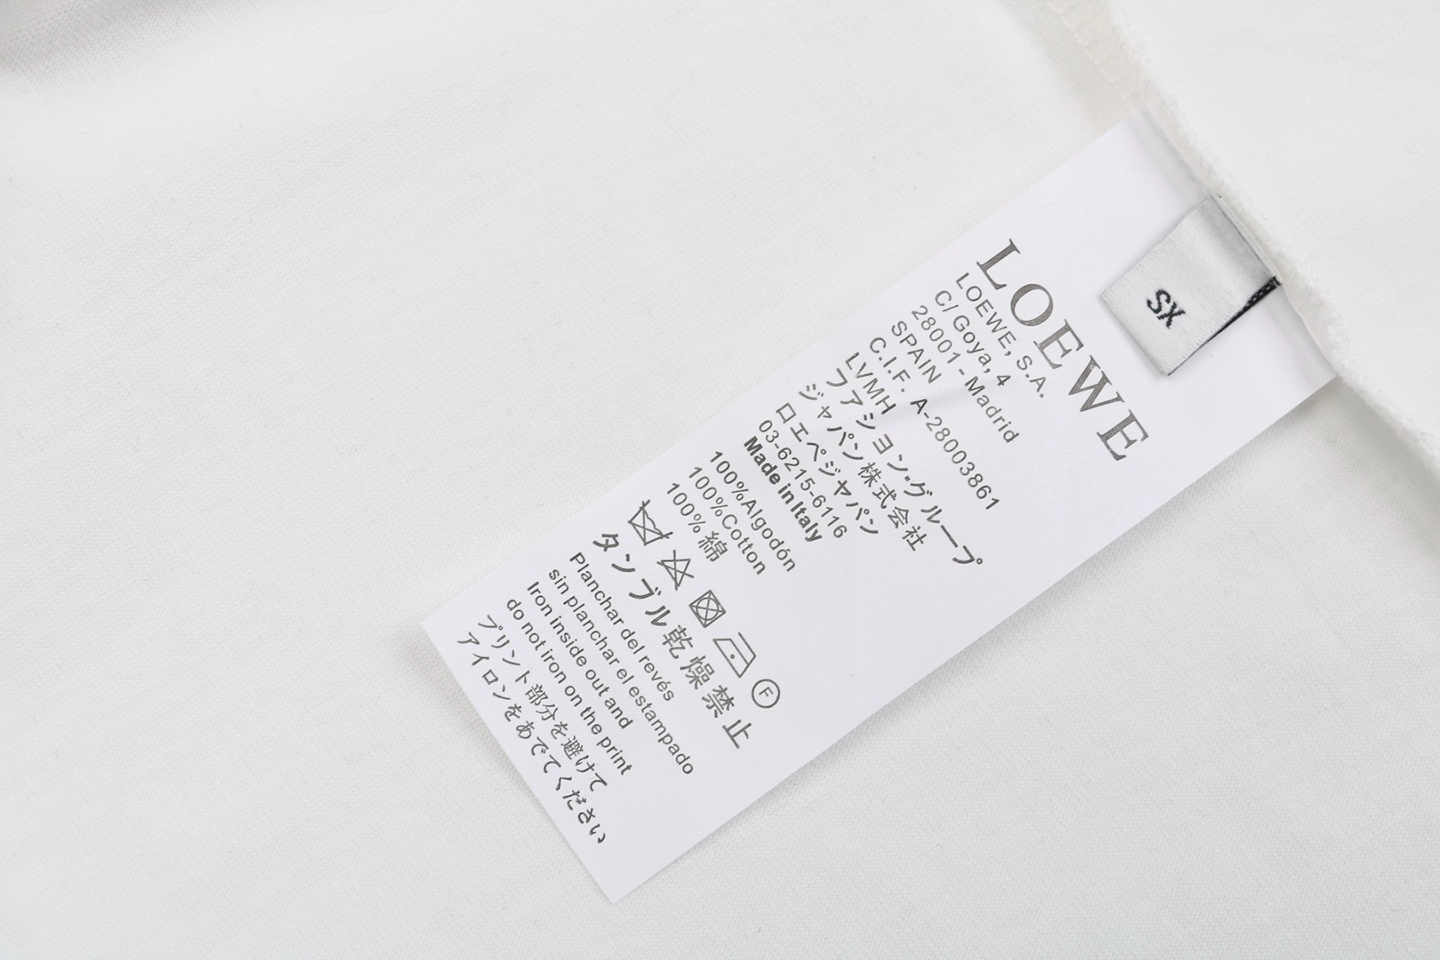 LOEWE
LOEWE, S.A.
C/ Goya, 4
28001 - Madrid
SPAIN
C.I.F. A-28003861
LVMH
ファション・グループ
ジャパン株式会社
ロエベジャパン
03-6215-6116
Made in Italy
100%Algodón
100%Cotton
100% 綿
F
タンブル乾燥禁止
Planchar del revés
sin planchar el estampado
Iron inside out and
do not iron on the print
プリント部分を避けて
アイロンをあでてください
XS